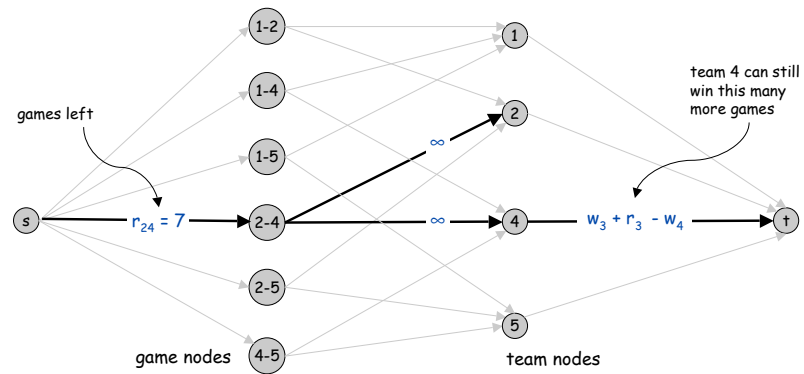 1-2
1
team 4 can still
win this many
more games
1-4
games left
2
∞
1-5
s
r24 = 7
2-4
∞
4
w3 + r3 - w4
t
2-5
5
4-5
game nodes
team nodes